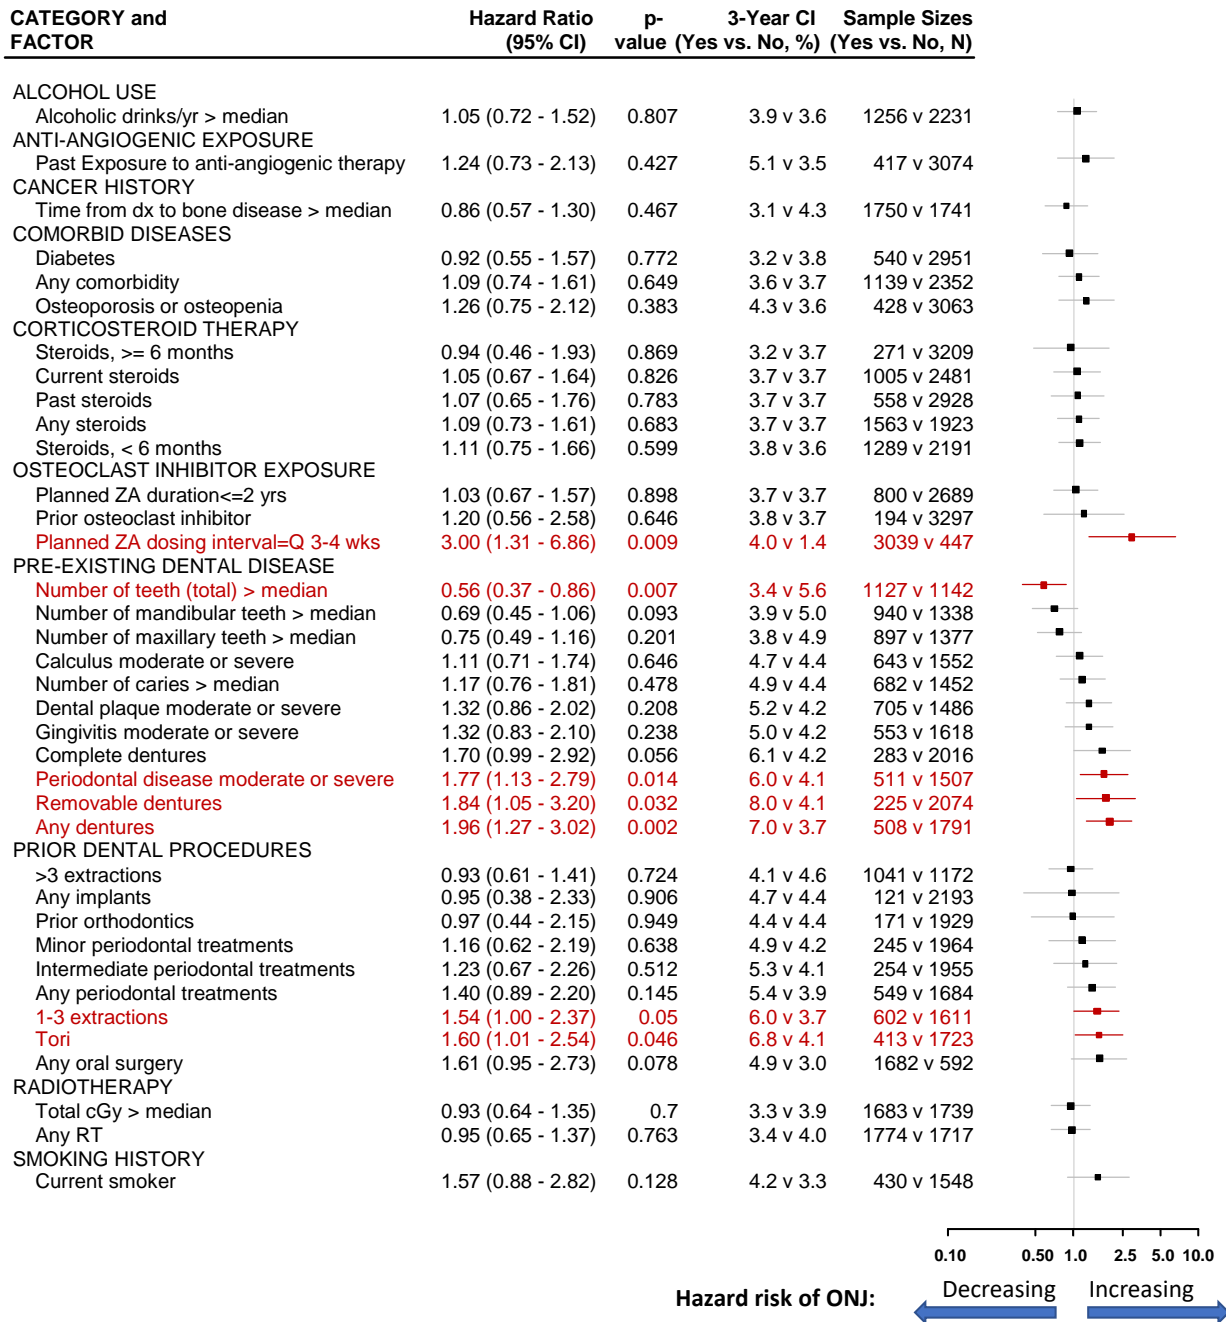 CATEGORY and Hazard Ratio p- 3-Year CI Sample Sizes
FACTOR (95% CI) value (Yes vs. No, %) (Yes vs. No, N)
ALCOHOL USE
Alcoholic drinks/yr > median 1.05 (0.72 - 1.52) 0.807 3.9 v 3.6 1256 v 2231
ANTI-ANGIOGENIC EXPOSURE
Past Exposure to anti-angiogenic therapy 1.24 (0.73 - 2.13) 0.427 5.1 v 3.5 417 v 3074
CANCER HISTORY
Time from dx to bone disease > median 0.86 (0.57 - 1.30) 0.467 3.1 v 4.3 1750 v 1741
COMORBID DISEASES
Diabetes 0.92 (0.55 - 1.57) 0.772 3.2 v 3.8 540 v 2951
Any comorbidity 1.09 (0.74 - 1.61) 0.649 3.6 v 3.7 1139 v 2352
Osteoporosis or osteopenia 1.26 (0.75 - 2.12) 0.383 4.3 v 3.6 428 v 3063
CORTICOSTEROID THERAPY
Steroids, >= 6 months 0.94 (0.46 - 1.93) 0.869 3.2 v 3.7 271 v 3209
Current steroids 1.05 (0.67 - 1.64) 0.826 3.7 v 3.7 1005 v 2481
Past steroids 1.07 (0.65 - 1.76) 0.783 3.7 v 3.7 558 v 2928
Any steroids 1.09 (0.73 - 1.61) 0.683 3.7 v 3.7 1563 v 1923
Steroids, < 6 months 1.11 (0.75 - 1.66) 0.599 3.8 v 3.6 1289 v 2191
OSTEOCLAST INHIBITOR EXPOSURE
Planned ZA duration<=2 yrs 1.03 (0.67 - 1.57) 0.898 3.7 v 3.7 800 v 2689
Prior osteoclast inhibitor 1.20 (0.56 - 2.58) 0.646 3.8 v 3.7 194 v 3297
Planned ZA dosing interval=Q 3-4 wks 3.00 (1.31 - 6.86) 0.009 4.0 v 1.4 3039 v 447
PRE-EXISTING DENTAL DISEASE
Number of teeth (total) > median 0.56 (0.37 - 0.86) 0.007 3.4 v 5.6 1127 v 1142
Number of mandibular teeth > median 0.69 (0.45 - 1.06) 0.093 3.9 v 5.0 940 v 1338
Number of maxillary teeth > median 0.75 (0.49 - 1.16) 0.201 3.8 v 4.9 897 v 1377
Calculus moderate or severe 1.11 (0.71 - 1.74) 0.646 4.7 v 4.4 643 v 1552
Number of caries > median 1.17 (0.76 - 1.81) 0.478 4.9 v 4.4 682 v 1452
Dental plaque moderate or severe 1.32 (0.86 - 2.02) 0.208 5.2 v 4.2 705 v 1486
Gingivitis moderate or severe 1.32 (0.83 - 2.10) 0.238 5.0 v 4.2 553 v 1618
Complete dentures 1.70 (0.99 - 2.92) 0.056 6.1 v 4.2 283 v 2016
Periodontal disease moderate or severe 1.77 (1.13 - 2.79) 0.014 6.0 v 4.1 511 v 1507
Removable dentures 1.84 (1.05 - 3.20) 0.032 8.0 v 4.1 225 v 2074
Any dentures 1.96 (1.27 - 3.02) 0.002 7.0 v 3.7 508 v 1791
PRIOR DENTAL PROCEDURES
>3 extractions 0.93 (0.61 - 1.41) 0.724 4.1 v 4.6 1041 v 1172
Any implants 0.95 (0.38 - 2.33) 0.906 4.7 v 4.4 121 v 2193
Prior orthodontics 0.97 (0.44 - 2.15) 0.949 4.4 v 4.4 171 v 1929
Minor periodontal treatments 1.16 (0.62 - 2.19) 0.638 4.9 v 4.2 245 v 1964
Intermediate periodontal treatments 1.23 (0.67 - 2.26) 0.512 5.3 v 4.1 254 v 1955
Any periodontal treatments 1.40 (0.89 - 2.20) 0.145 5.4 v 3.9 549 v 1684
1-3 extractions 1.54 (1.00 - 2.37) 0.05 6.0 v 3.7 602 v 1611
Tori 1.60 (1.01 - 2.54) 0.046 6.8 v 4.1 413 v 1723
Any oral surgery 1.61 (0.95 - 2.73) 0.078 4.9 v 3.0 1682 v 592
RADIOTHERAPY
Total cGy > median 0.93 (0.64 - 1.35) 0.7 3.3 v 3.9 1683 v 1739
Any RT 0.95 (0.65 - 1.37) 0.763 3.4 v 4.0 1774 v 1717
SMOKING HISTORY
Current smoker 1.57 (0.88 - 2.82) 0.128 4.2 v 3.3 430 v 1548
0.10 0.50 1.0 2.5 5.0 10.0
Hazard risk of ONJ: Decreasing Increasing